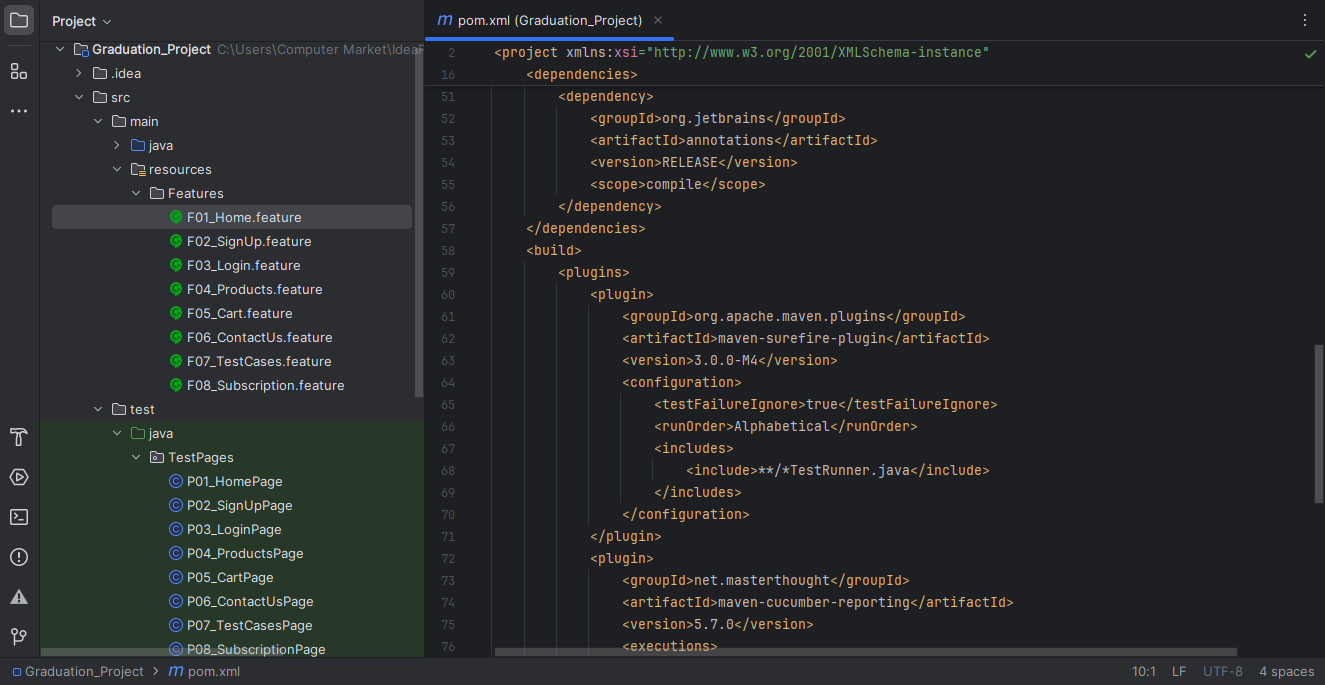 Project
Graduation_Project C:\Users\Computer Market\Idea
.idea
src
main
java
resources
Features
F01_Home.feature
F02_SignUp.feature
F03_Login.feature
F04_Products.feature
F05_Cart.feature
F06_ContactUs.feature
F07_TestCases.feature
F08_Subscription.feature
test
java
TestPages
P01_HomePage
P02_SignUpPage
P03_LoginPage
P04_ProductsPage
P05_CartPage
P06_ContactUsPage
P07_TestCasesPage
P08_SubscriptionPage
pom.xml (Graduation_Project)
2 <project xmlns:xsi="http://www.w3.org/2001/XMLSchema-instance"
16 <dependencies>
51 <dependency>
52 <groupId>org.jetbrains</groupId>
53 <artifactId>annotations</artifactId>
54 <version>RELEASE</version>
55 <scope>compile</scope>
56 </dependency>
57 </dependencies>
58 <build>
59 <plugins>
60 <plugin>
61 <groupId>org.apache.maven.plugins</groupId>
62 <artifactId>maven-surefire-plugin</artifactId>
63 <version>3.0.0-M4</version>
64 <configuration>
65 <testFailureIgnore>true</testFailureIgnore>
66 <runOrder>Alphabetical</runOrder>
67 <includes>
68 <include>**/*TestRunner.java</include>
69 </includes>
70 </configuration>
71 </plugin>
72 <plugin>
73 <groupId>net.masterthought</groupId>
74 <artifactId>maven-cucumber-reporting</artifactId>
75 <version>5.7.0</version>
76 <executions>
Graduation_Project > pom.xml
10:1 LF UTF-8 4 spaces